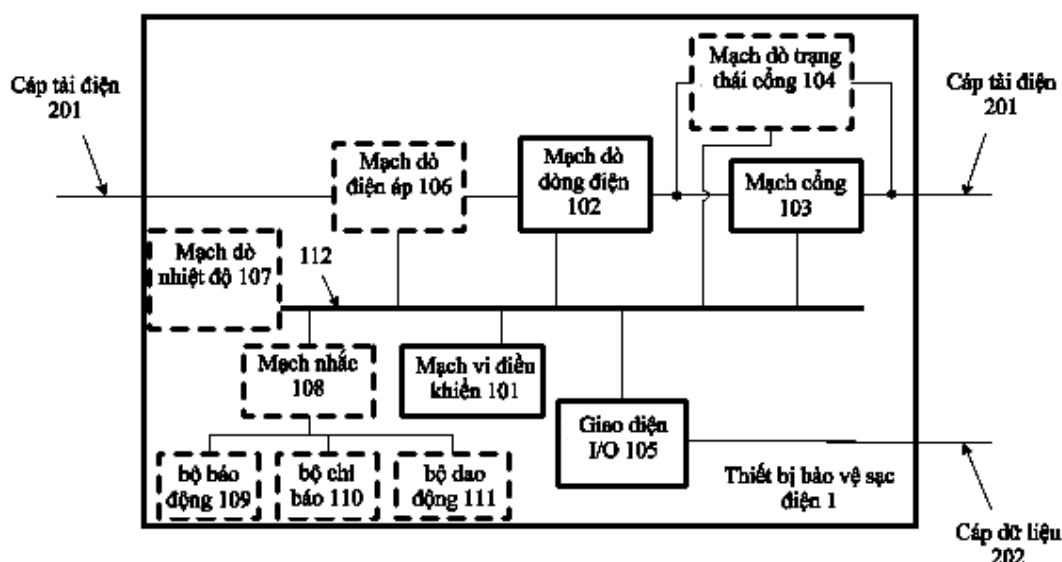 Mạch dò trạng
thái cổng 104
Cáp tải điện
201
Cáp tải điện
201
Mạch dò
điện áp 106
Mạch dò
dòng điện
102
Mạch cổng
103
Mạch dò
nhiệt độ 107
112
Mạch nhắc
108
Mạch vi điều
khiển 101
Giao diện
I/O 105
bộ báo
động 109
bộ chỉ
báo 110
bộ dao
động 111
Thiết bị bảo vệ sạc
điện 1
Cáp dữ liệu
202